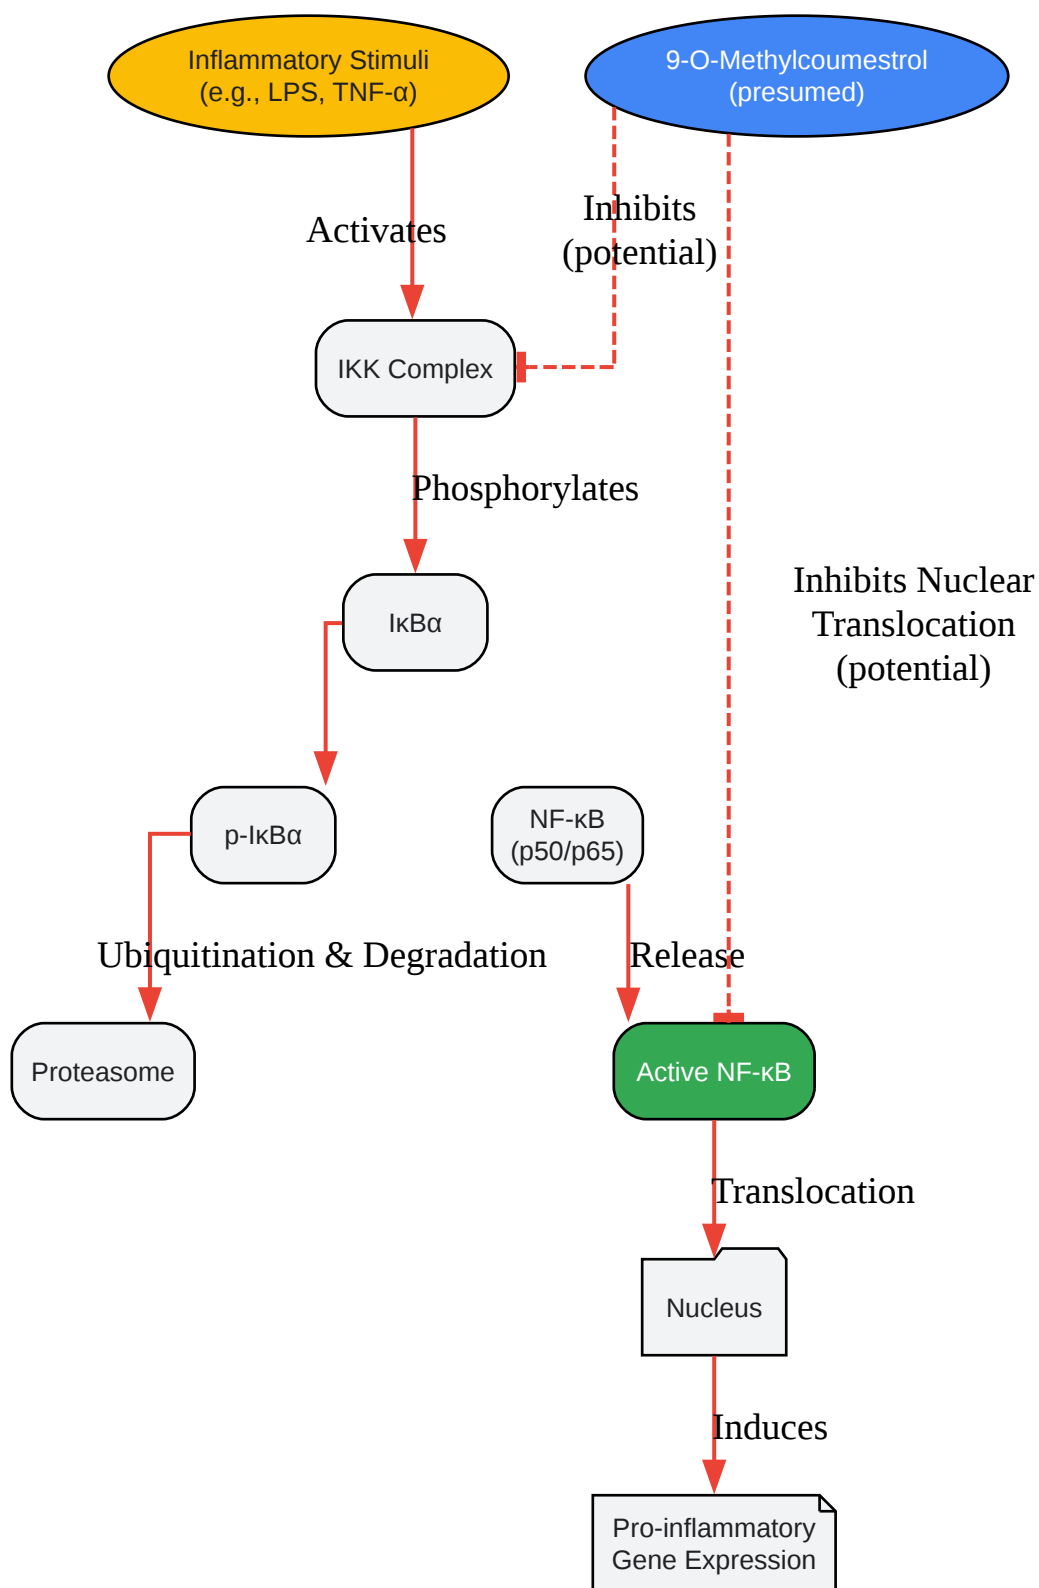 Inflammatory Stimuli
(e.g., LPS, TNF-α)
9-O-Methylcoumestrol
(presumed)
Activates
Inhibits
(potential)
IKK Complex
Phosphorylates
Inhibits Nuclear
Translocation
(potential)
IκBα
p-IκBα
NF-κB
(p50/p65)
Ubiquitination & Degradation
Release
Proteasome
Active NF-κB
Translocation
Nucleus
Induces
Pro-inflammatory
Gene Expression